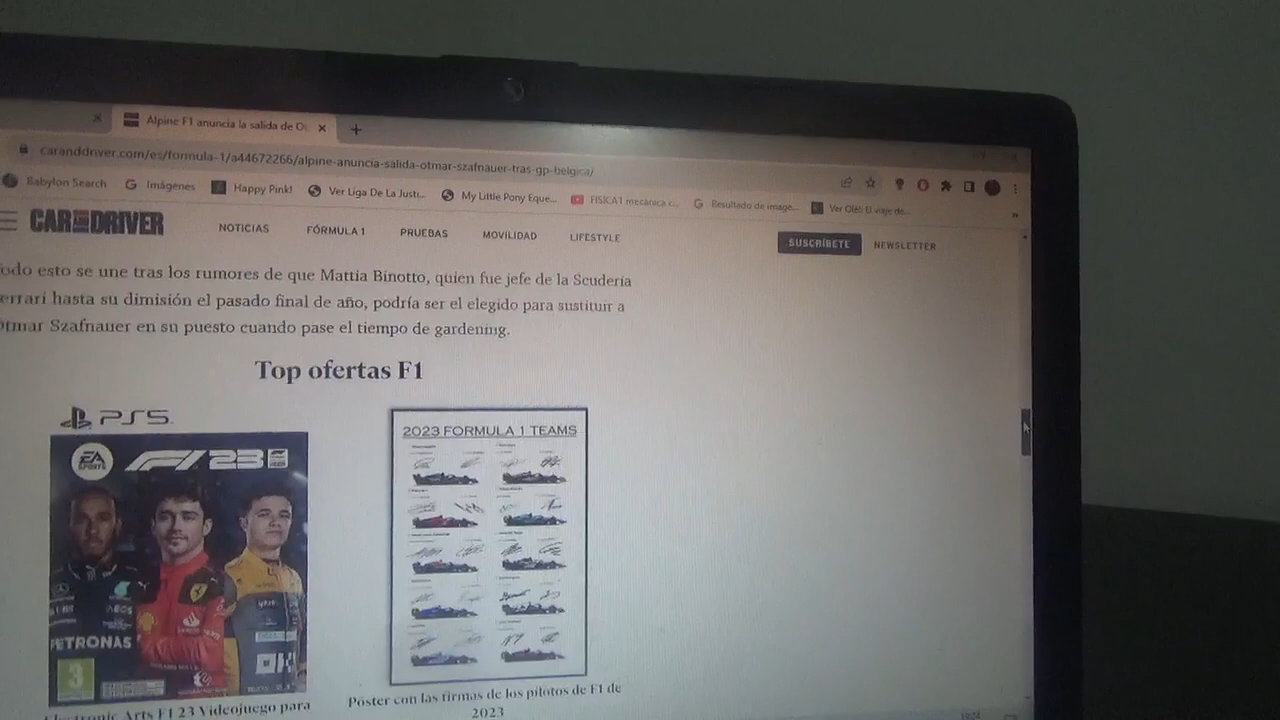 Alpine F1 anuncia la salida de O
caranddriver.com/es/formula-1/a44672266/alpine-anuncia-salida-otmar-szafnauer-tras-gp-belgica/
Babylon Search Imágenes Happy Pink! Ver Liga De La Justi... My Little Pony Eque... FISICA1 mecánica c... Resultado de image... Ver Olé: El viaje de...
CAR DRIVER NOTICIAS FÓRMULA 1 PRUEBAS MOVILIDAD LIFESTYLE SUSCRÍBETE NEWSLETTER
odo esto se une tras los rumores de que Mattia Binotto, quien fue jefe de la Scuderia
errari hasta su dimisión el pasado final de año, podría ser el elegido para sustituir a
Otmar Szafnauer en su puesto cuando pase el tiempo de gardening.
Top ofertas F1
PS5
EA SPORTS F1 23
PETRONAS
3
2023 FORMULA 1 TEAMS
Electronic Arts F1 23 Videojuego para
Póster con las firmas de los pilotos de F1 de
2023